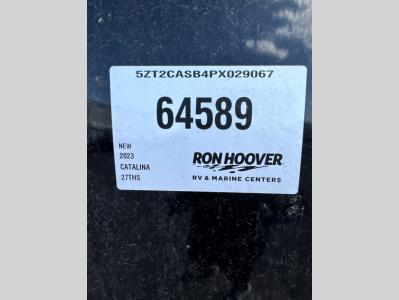 5ZT2CASB4PX029067
64589
NEW
2023
CATALINA
27THS
RON HOOVER
RV & MARINE CENTERS